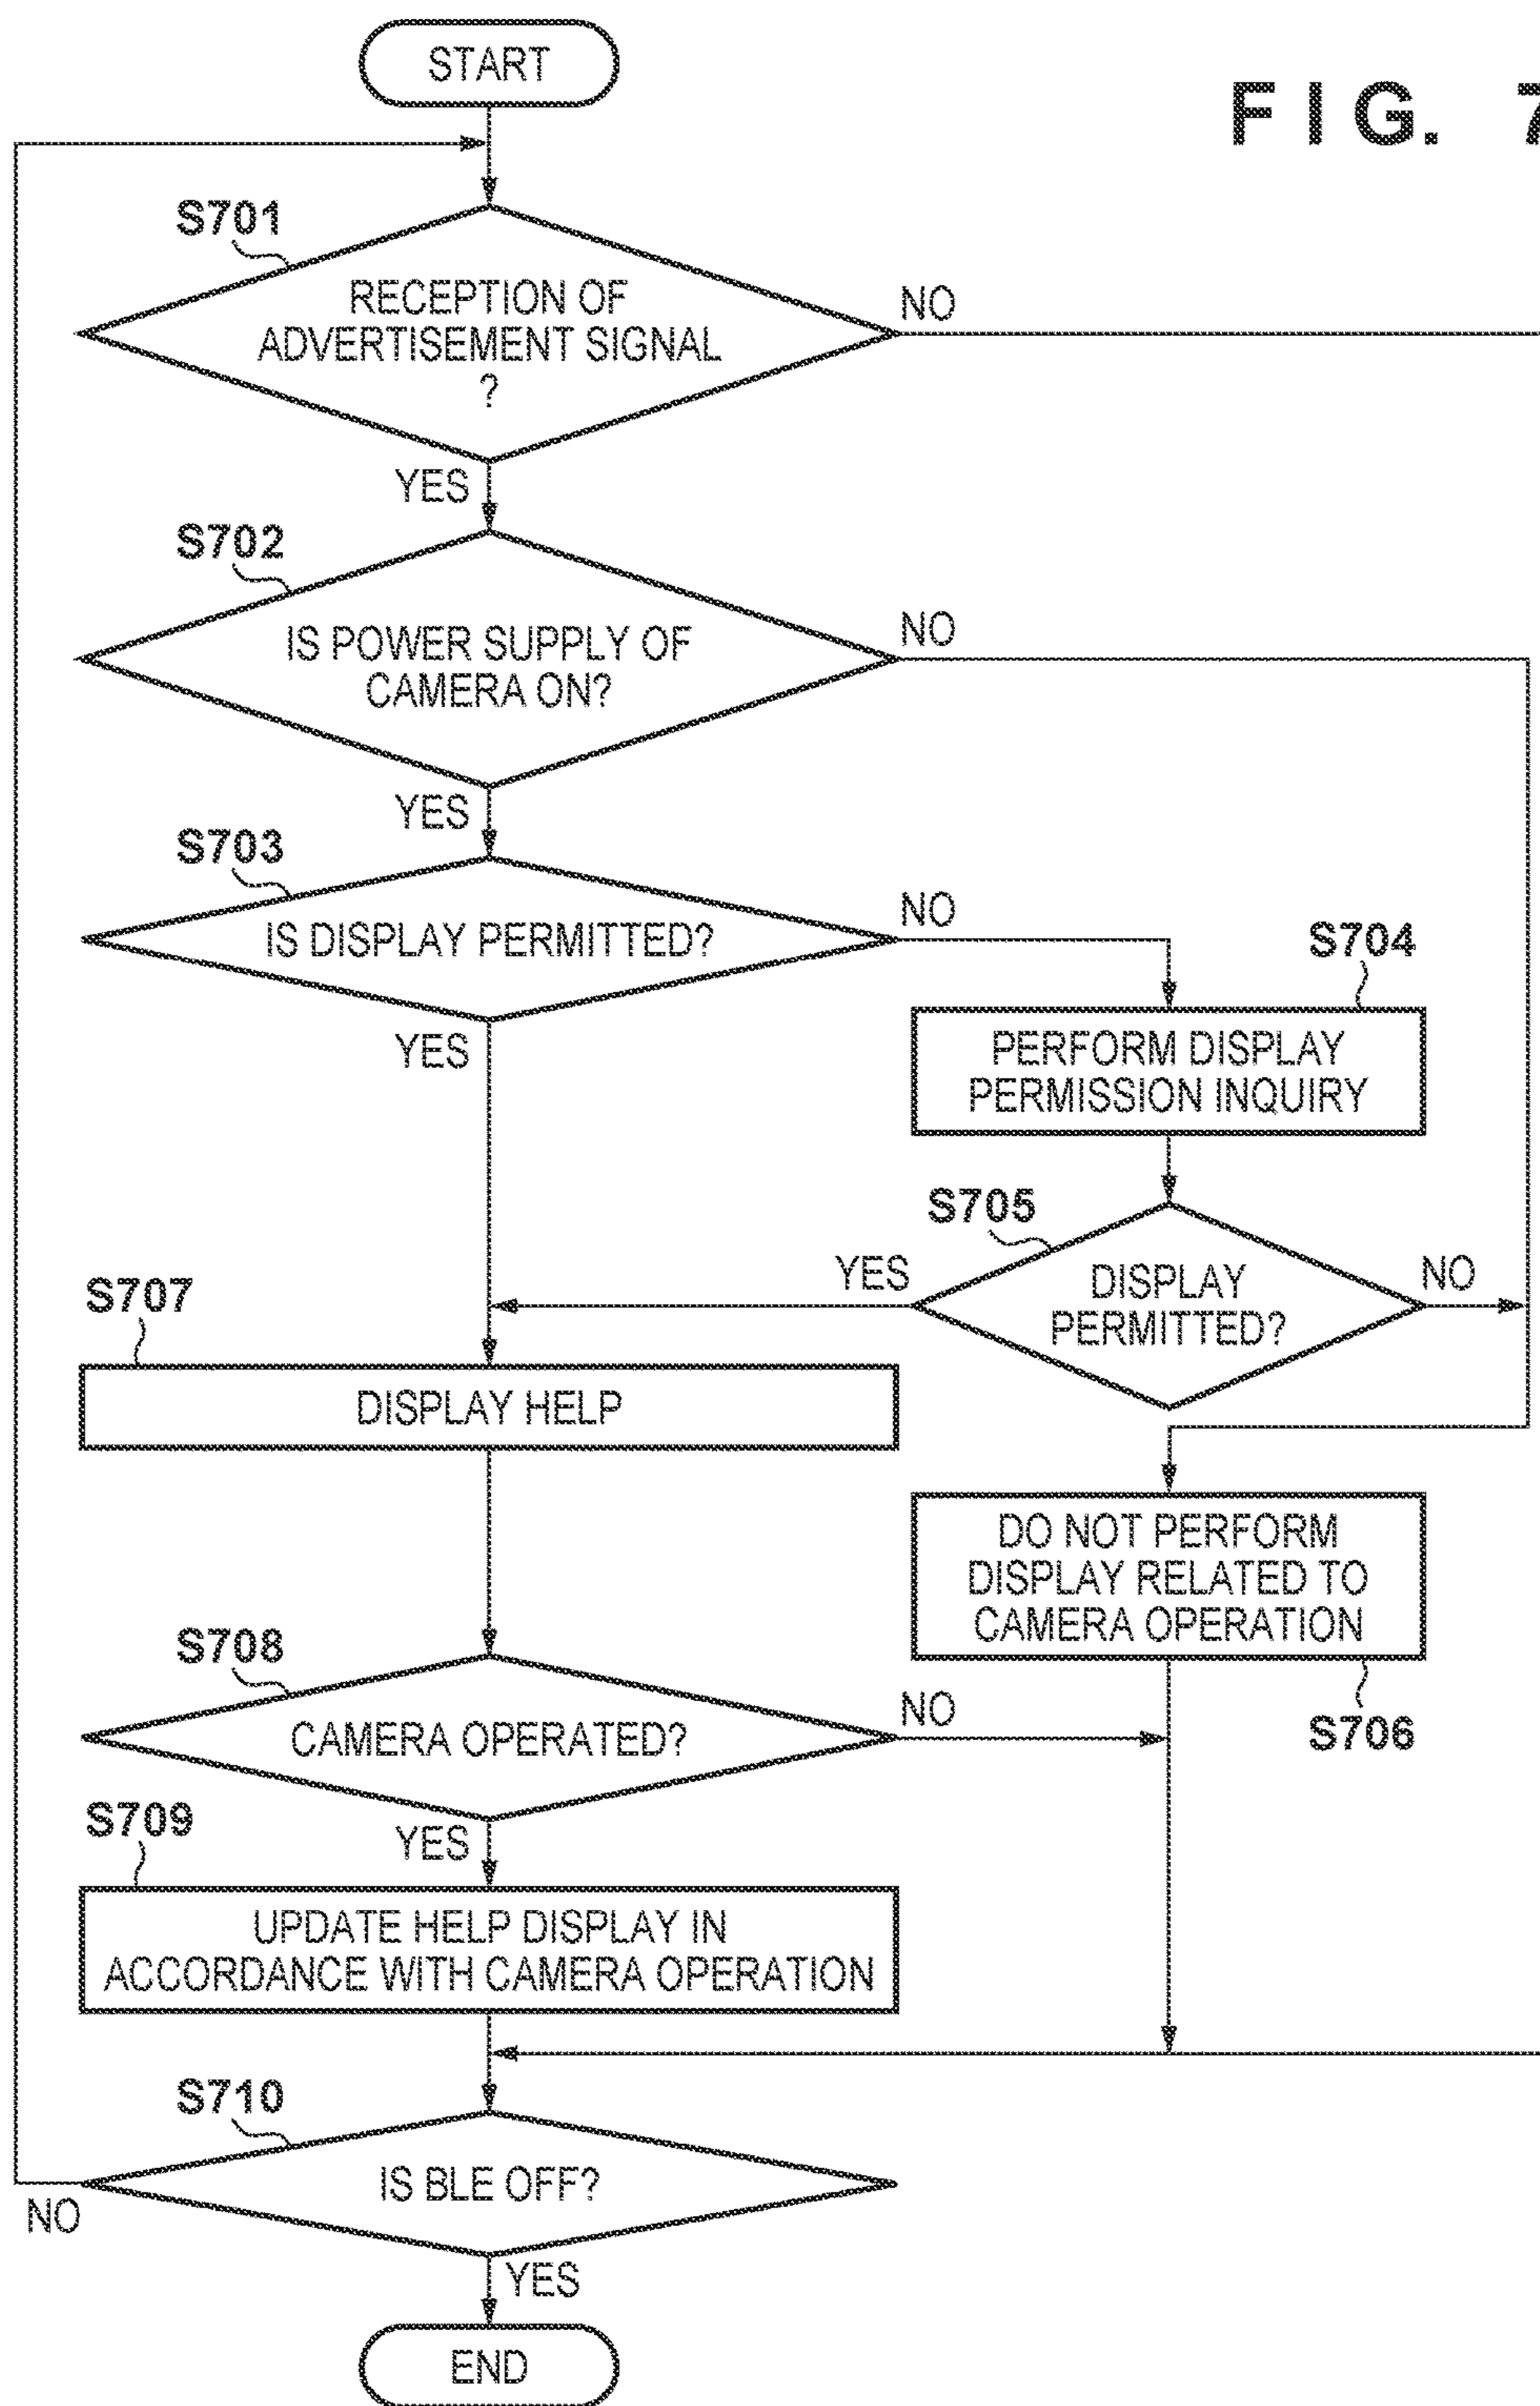 START
FIG. 7
S701
RECEPTION OF
ADVERTISEMENT SIGNAL
?
NO
YES
S702
IS POWER SUPPLY OF
CAMERA ON?
NO
YES
S703
IS DISPLAY PERMITTED?
NO
YES
S704
PERFORM DISPLAY
PERMISSION INQUIRY
S705
DISPLAY
PERMITTED?
YES
NO
S707
DISPLAY HELP
DO NOT PERFORM
DISPLAY RELATED TO
CAMERA OPERATION
S706
S708
CAMERA OPERATED?
NO
YES
S709
UPDATE HELP DISPLAY IN
ACCORDANCE WITH CAMERA OPERATION
S710
IS BLE OFF?
NO
YES
END